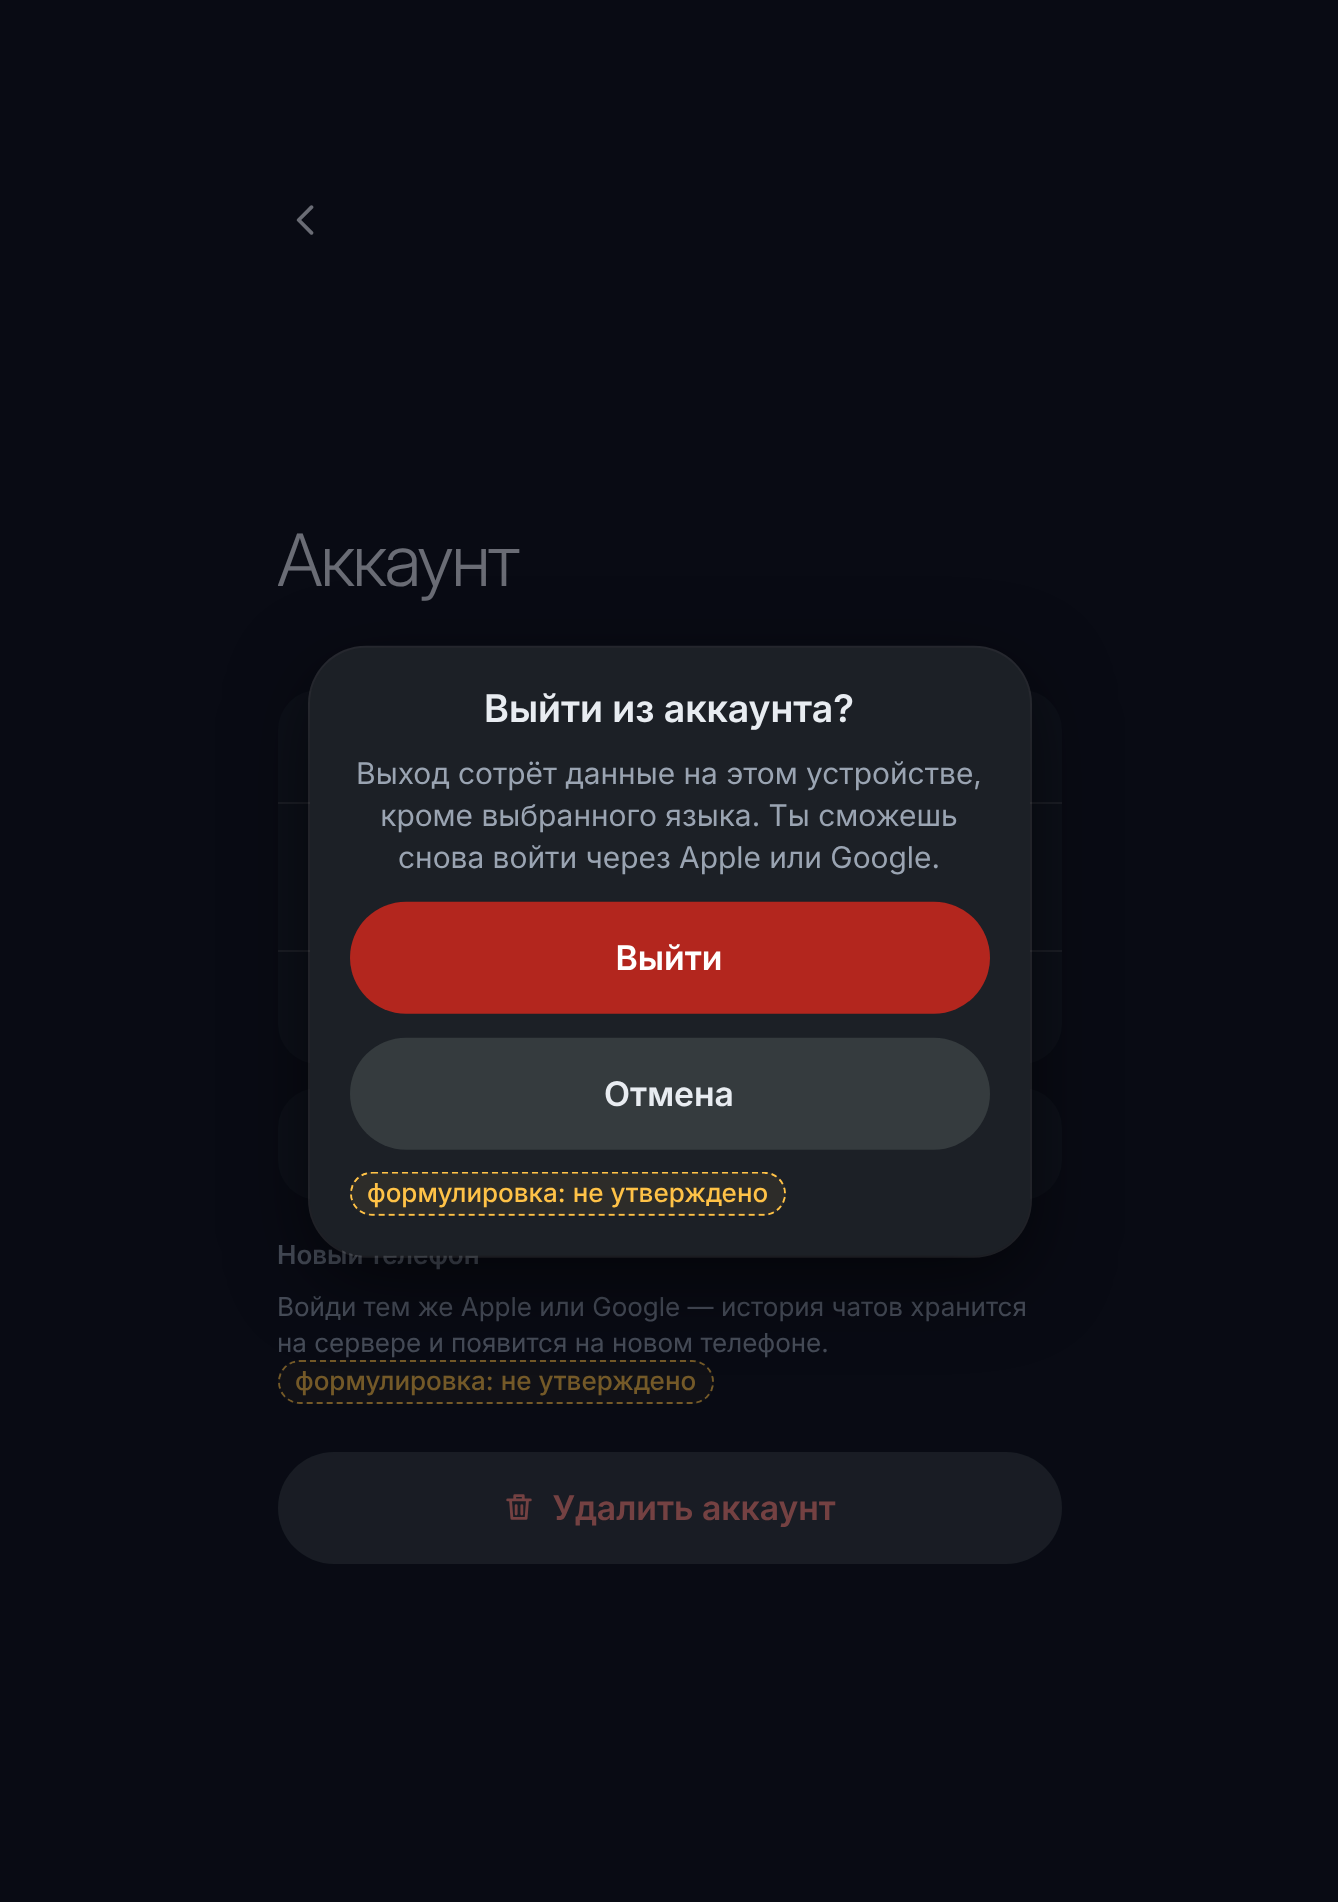 Аккаунт
Выйти из аккаунта?
Выход сотрёт данные на этом устройстве,
кроме выбранного языка. Ты сможешь
снова войти через Apple или Google.
Выйти
Отмена
формулировка: не утверждено
Новый телефон
Войди тем же Apple или Google — история чатов хранится
на сервере и появится на новом телефоне.
формулировка: не утверждено
Удалить аккаунт